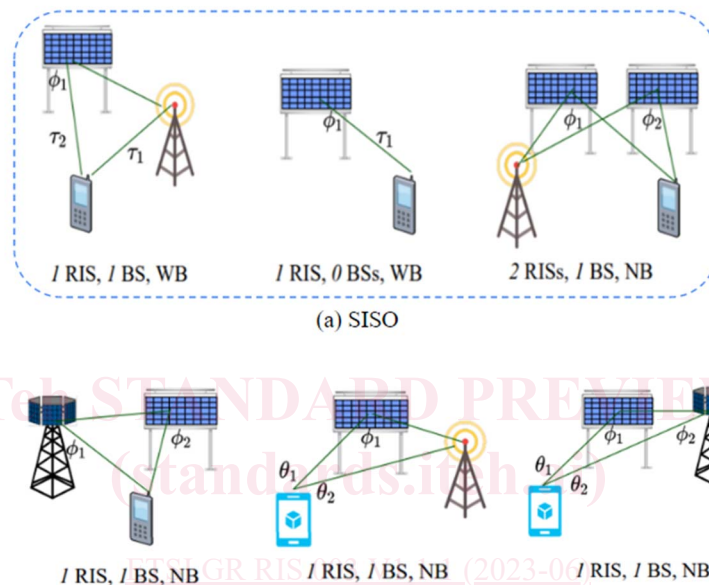 ϕ1
τ2
τ1
ϕ1
τ1
ϕ1
ϕ2
1 RIS, 1 BS, WB
1 RIS, 0 BSs, WB
2 RISs, 1 BS, NB
(a) SISO
Teh STANDARD PREVIEW
(standards.iteh.ai)
ϕ1
ϕ2
ϕ1
θ1
θ2
ϕ1
ϕ2
θ1
θ2
1 RIS, 1 BS, NB
1 RIS, 1 BS, NB
1 RIS, 1 BS, NB
ETSI GR RIS (2023-06)